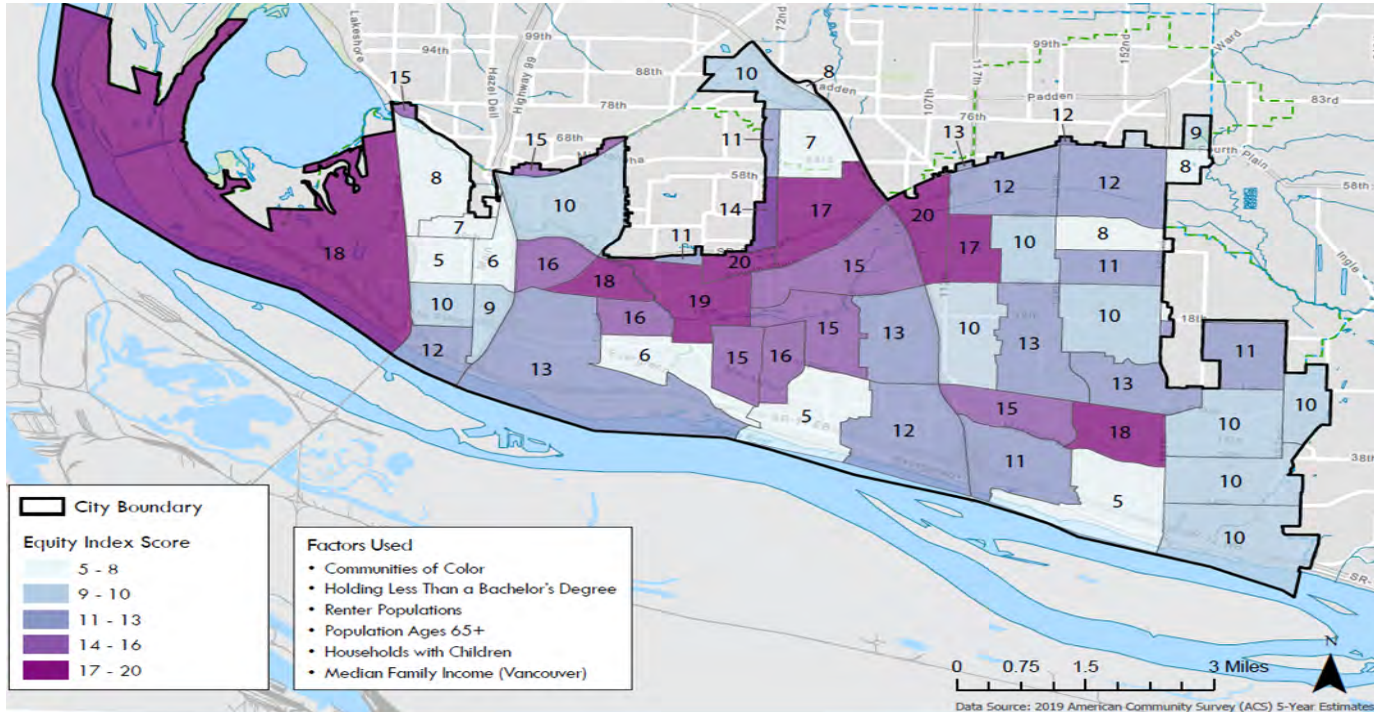 99th
72nd
Lakeshore
94th
Hazel Dell
Highway 99
88th
10
8
Padden
107th
117th
99th
152nd
Ward
15
78th
76th
Padden
83rd
12
68th
15
11
7
13
9
Fourth Plain
8
58th
58th
8
10
12
12
7
14
17
20
18
5
6
16
11
20
17
10
8
15
11
18
19
10
9
16
15
13
10
13
10
18th
11
Ingle
12
13
6
15
16
13
15
18
10
10
5
12
11
5
10
38th
10
SR-
City Boundary
Equity Index Score
5 - 8
9 - 10
11 - 13
14 - 16
17 - 20
Factors Used
• Communities of Color
• Holding Less Than a Bachelor's Degree
• Renter Populations
• Population Ages 65+
• Households with Children
• Median Family Income (Vancouver)
N
0 0.75 1.5 3 Miles
Data Source: 2019 American Community Survey (ACS) 5-Year Estimates